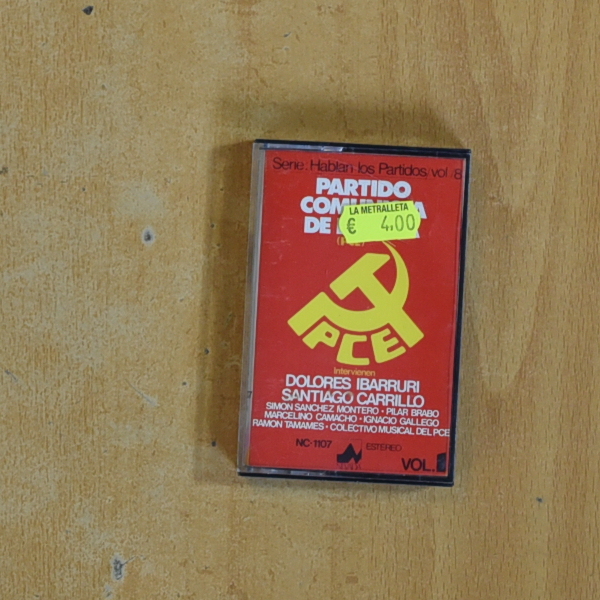 Serie: Hablan los Partidos vol. 8
PARTIDO
LA METRALLETA
€ 4.00
DE
PCE
Intervienen
DOLORES IBARRURI
SANTIAGO CARRILLO
SIMON SANCHEZ MONTERO • PILAR BRABO
MARCELINO CAMACHO • IGNACIO GALLEGO
RAMON TAMAMES • COLECTIVO MUSICAL DEL PCE
NC-1107
ESTEREO
VOL.